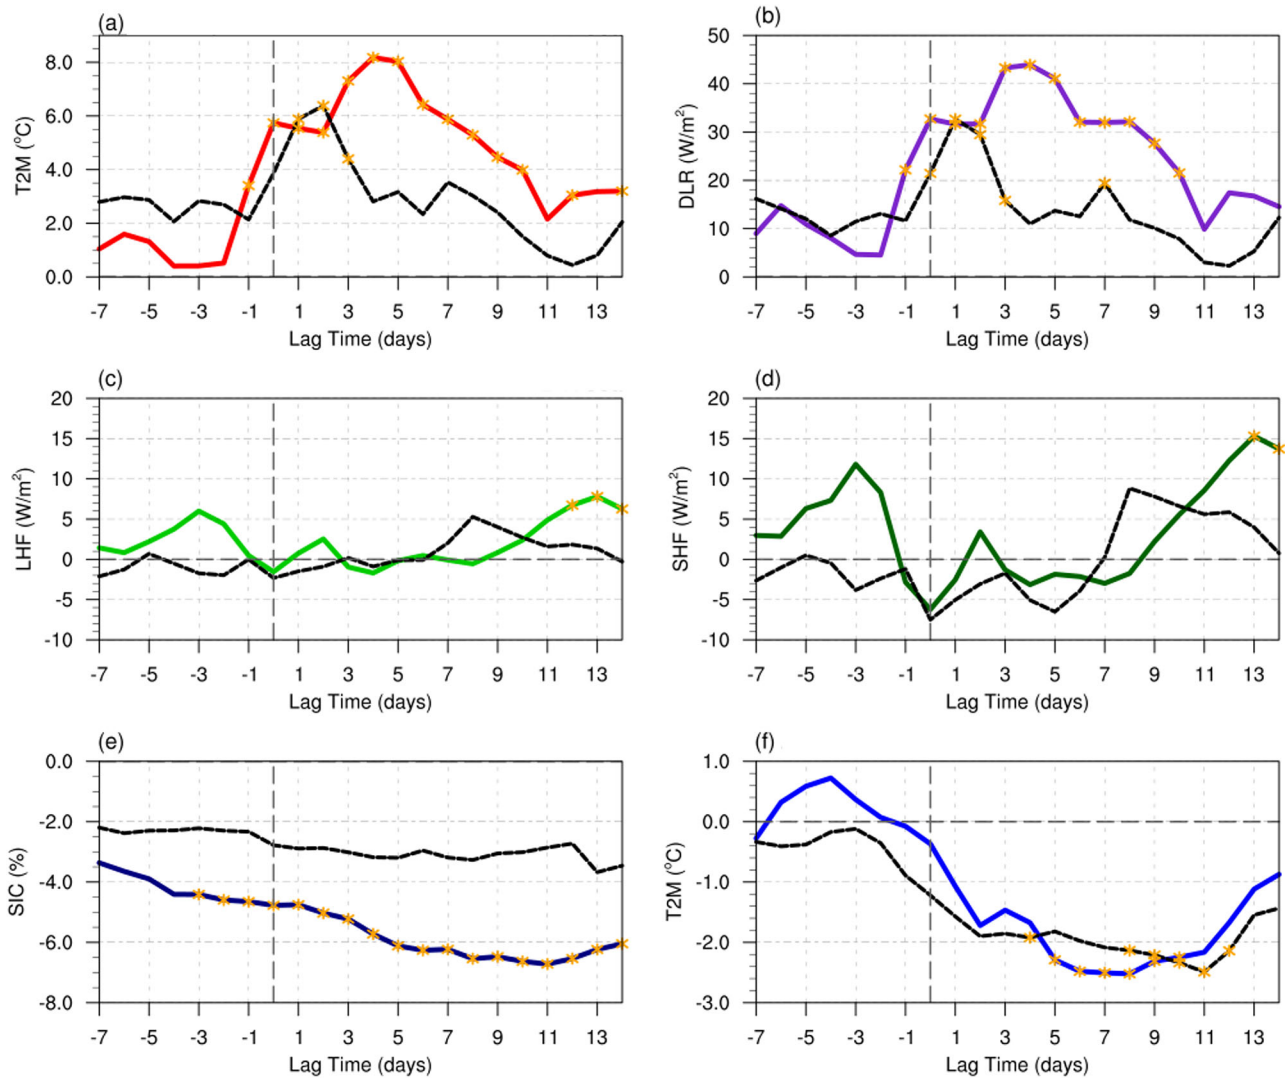 (a)
T2M (°C)
8.0
6.0
4.0
2.0
0.0
-7 -5 -3 -1 1 3 5 7 9 11 13
Lag Time (days)
(b)
DLR (W/m²)
50
40
30
20
10
0
-7 -5 -3 -1 1 3 5 7 9 11 13
Lag Time (days)
(c)
LHF (W/m²)
20
15
10
5
0
-5
-10
-7 -5 -3 -1 1 3 5 7 9 11 13
Lag Time (days)
(d)
SHF (W/m²)
20
15
10
5
0
-5
-10
-7 -5 -3 -1 1 3 5 7 9 11 13
Lag Time (days)
(e)
SIC (%)
0.0
-2.0
-4.0
-6.0
-8.0
-7 -5 -3 -1 1 3 5 7 9 11 13
Lag Time (days)
(f)
T2M (°C)
1.0
0.0
-1.0
-2.0
-3.0
-7 -5 -3 -1 1 3 5 7 9 11 13
Lag Time (days)